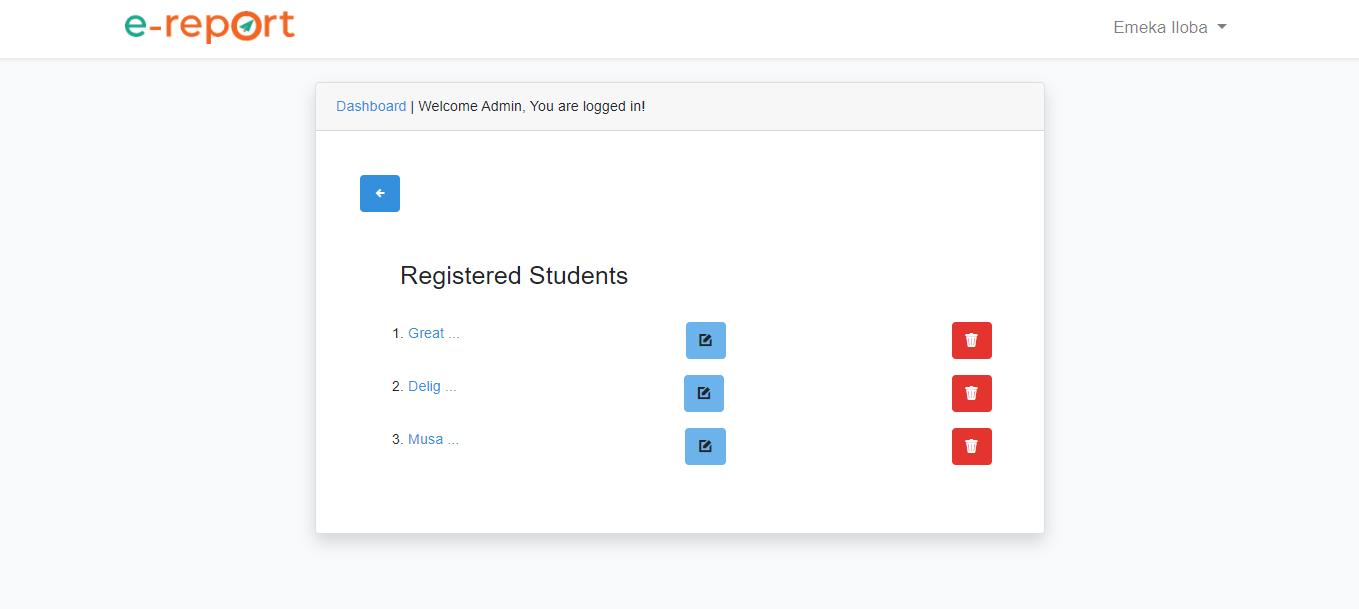 e-report
Emeka Iloba
Dashboard | Welcome Admin, You are logged in!
Registered Students
1. Great ...
2. Delig ...
3. Musa ...